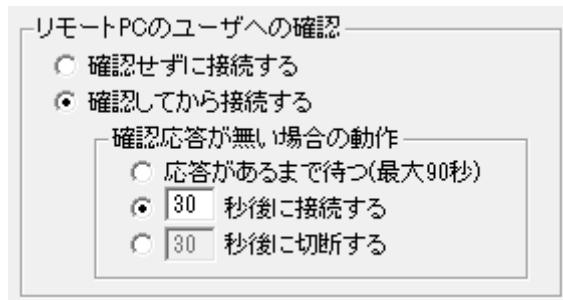 リモートPCのユーザへの確認
確認せずに接続する
確認してから接続する
確認応答が無い場合の動作
応答があるまで待つ(最大90秒)
30 秒後に接続する
30 秒後に切断する